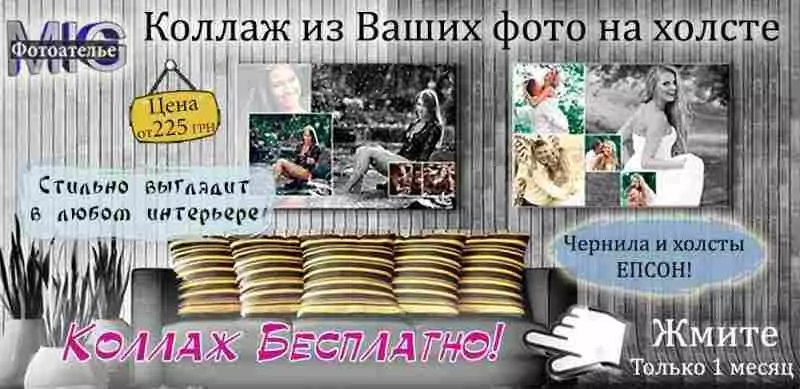 MIG
Фотоателье
Коллаж из Ваших фото на холсте
Цена
от 225 ГРН
Стильно выглядит
в любом интерьере!
Чернила и холсты
ЕПСОН!
Коллаж Бесплатно!
Жмите
Только 1 месяц